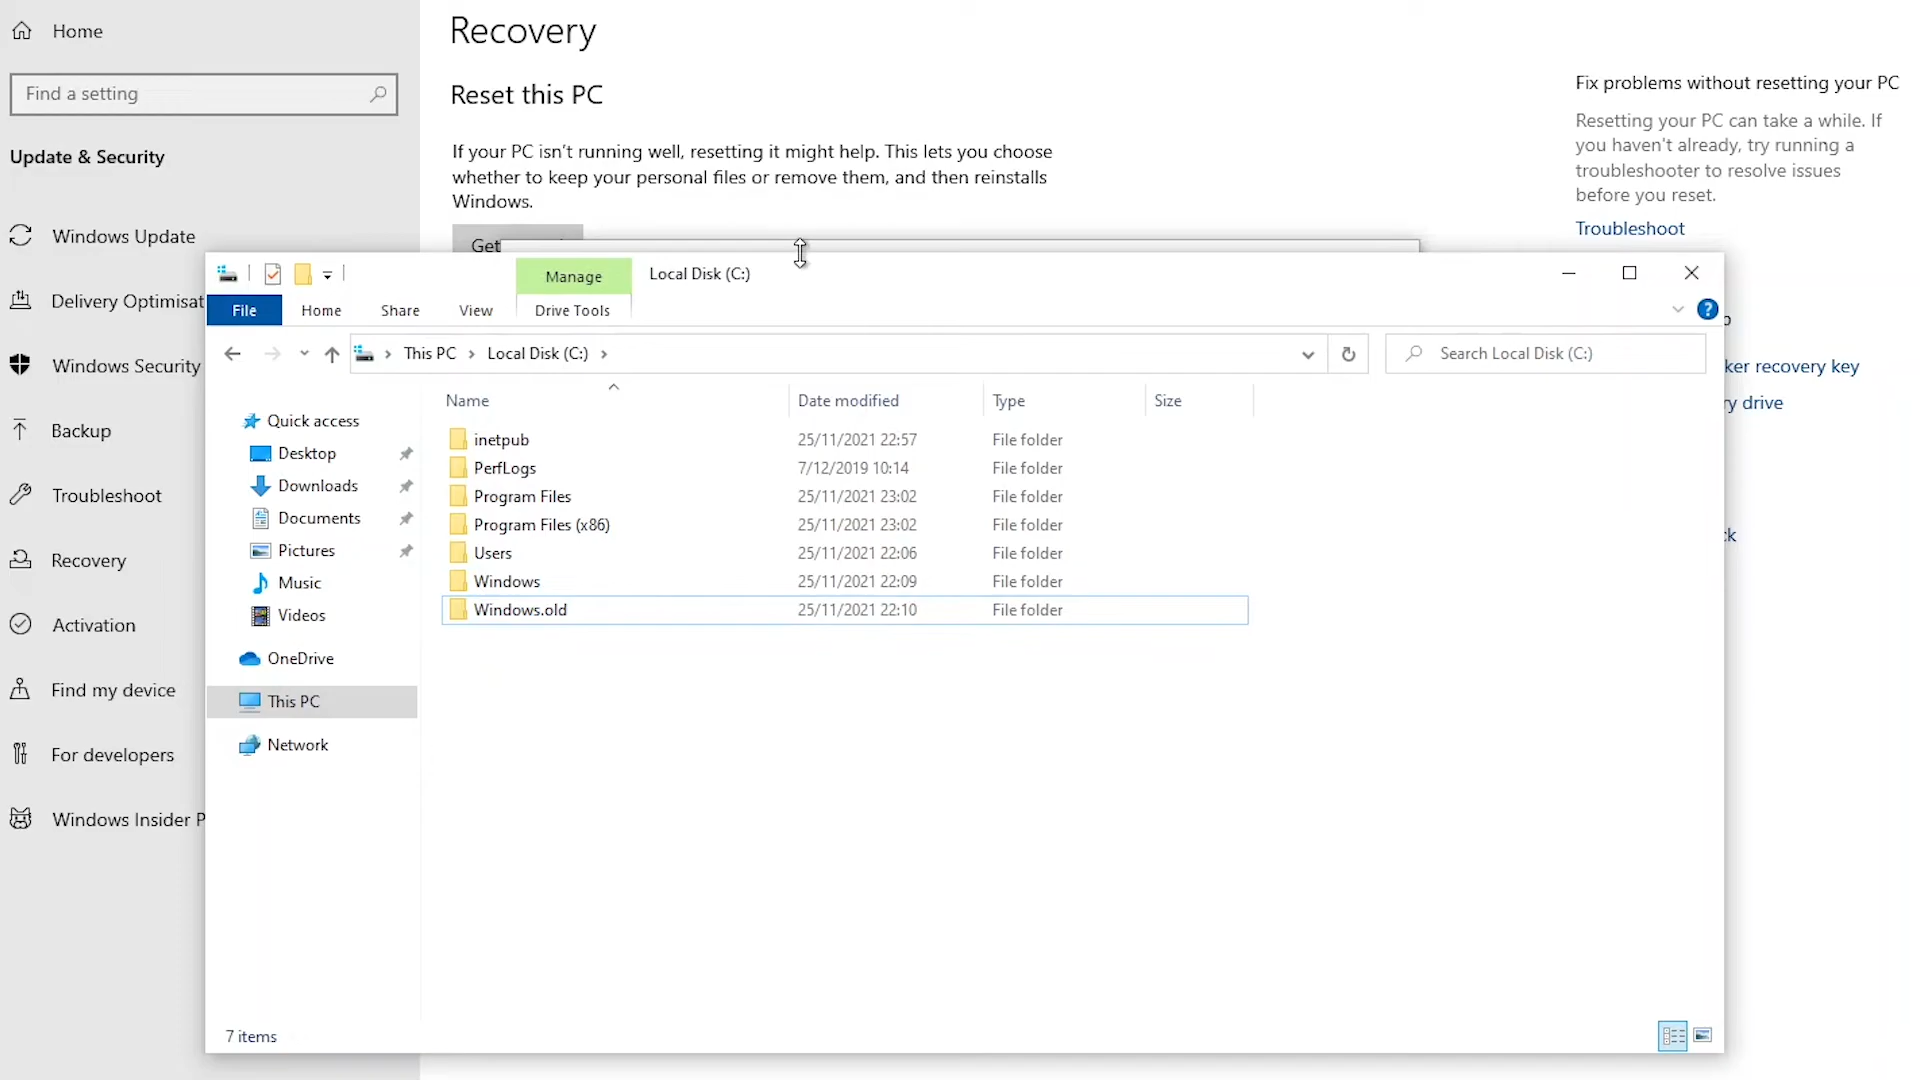 Home
Find a setting
Update & Security
Windows Update
Delivery Optimisat
Windows Security
Backup
Troubleshoot
Recovery
Activation
Find my device
For developers
Windows Insider P
Recovery
Reset this PC
If your PC isn't running well, resetting it might help. This lets you choose
whether to keep your personal files or remove them, and then reinstalls
Windows.
Get
Fix problems without resetting your PC
Resetting your PC can take a while. If
you haven't already, try running a
troubleshooter to resolve issues
before you reset.
Troubleshoot
ker recovery key
ry drive
ck
Manage
Local Disk (C:)
File
Home
Share
View
Drive Tools
?
This PC > Local Disk (C:) >
Search Local Disk (C:)
Name Date modified Type Size
Quick access
Desktop
Downloads
Documents
Pictures
Music
Videos
OneDrive
This PC
Network
inetpub 25/11/2021 22:57 File folder
PerfLogs 7/12/2019 10:14 File folder
Program Files 25/11/2021 23:02 File folder
Program Files (x86) 25/11/2021 23:02 File folder
Users 25/11/2021 22:06 File folder
Windows 25/11/2021 22:09 File folder
Windows.old 25/11/2021 22:10 File folder
7 items